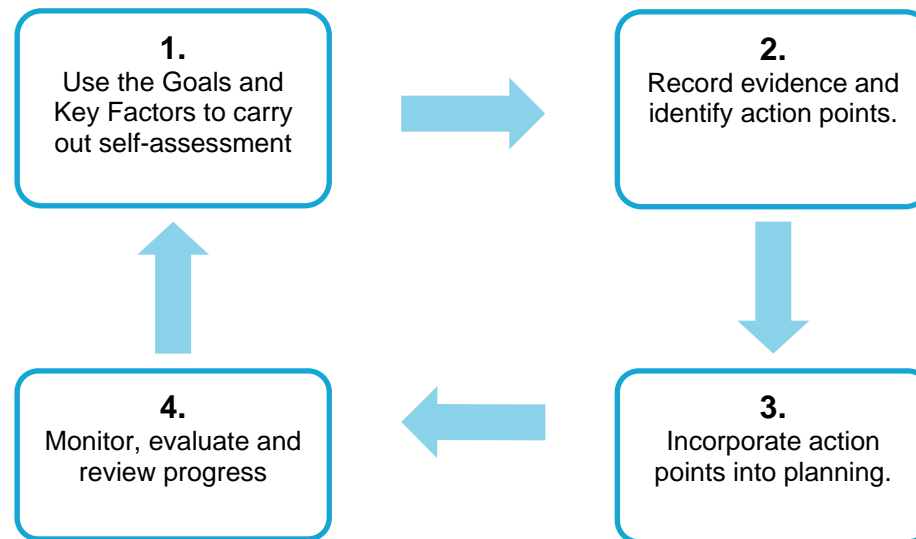 1.
Use the Goals and
Key Factors to carry
out self-assessment
2.
Record evidence and
identify action points.
3.
Incorporate action
points into planning.
4.
Monitor, evaluate and
review progress